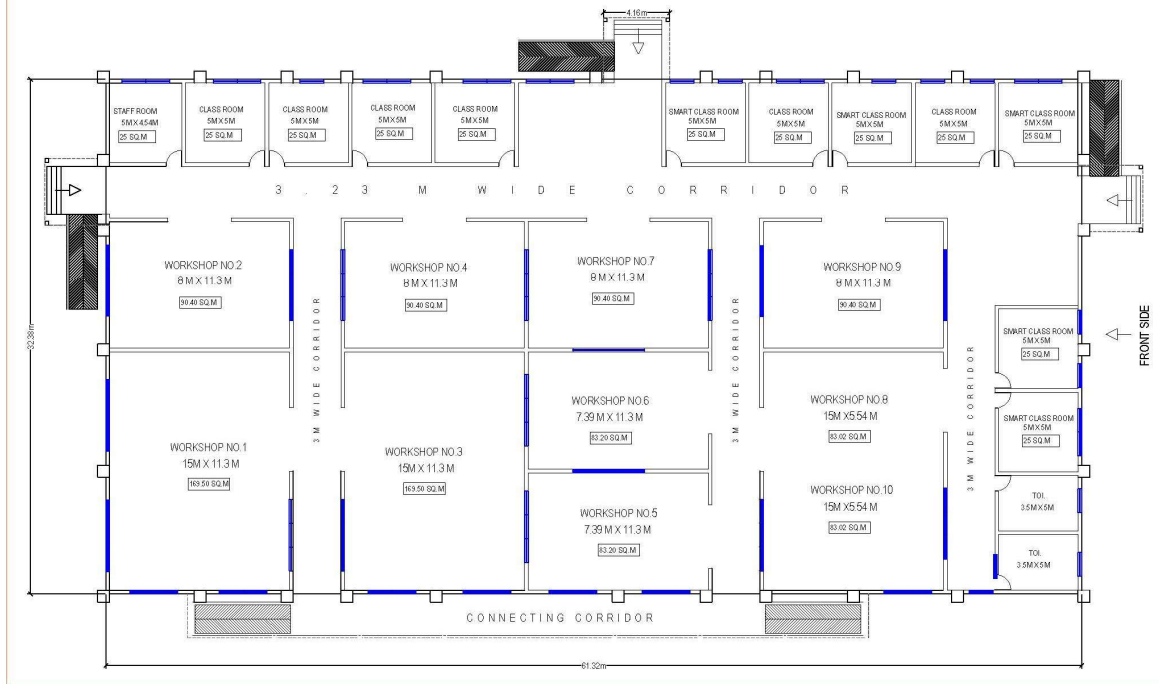 4.16m
STAFF ROOM
5M X 4.54M
25 SQ.M
CLASS ROOM
5M X 5M
25 SQ.M
CLASS ROOM
5M X 5M
25 SQ.M
CLASS ROOM
5M X 5M
25 SQ.M
CLASS ROOM
5M X 5M
25 SQ.M
SMART CLASS ROOM
5M X 5M
25 SQ.M
CLASS ROOM
5M X 5M
25 SQ.M
SMART CLASS ROOM
5M X 5M
25 SQ.M
CLASS ROOM
5M X 5M
25 SQ.M
SMART CLASS ROOM
5M X 5M
25 SQ.M
3.23 M WIDE CORRIDOR
WORKSHOP NO.2
8 M X 11.3 M
90.40 SQ.M
WORKSHOP NO.4
8 M X 11.3 M
90.40 SQ.M
WORKSHOP NO.7
8 M X 11.3 M
90.40 SQ.M
WORKSHOP NO.9
8 M X 11.3 M
90.40 SQ.M
32.38m
3 M WIDE CORRIDOR
3 M WIDE CORRIDOR
3 M WIDE CORRIDOR
SMART CLASS ROOM
5M X 5M
25 SQ.M
FRONT SIDE
WORKSHOP NO.1
15M X 11.3 M
169.50 SQ.M
WORKSHOP NO.3
15M X 11.3 M
169.50 SQ.M
WORKSHOP NO.6
7.39 M X 11.3 M
83.20 SQ.M
WORKSHOP NO.8
15M X 5.54 M
83.02 SQ.M
SMART CLASS ROOM
5M X 5M
25 SQ.M
WORKSHOP NO.5
7.39 M X 11.3 M
83.20 SQ.M
WORKSHOP NO.10
15M X 5.54 M
83.02 SQ.M
TOI.
3.5M X 5M
TOI.
3.5M X 5M
CONNECTING CORRIDOR
61.32m